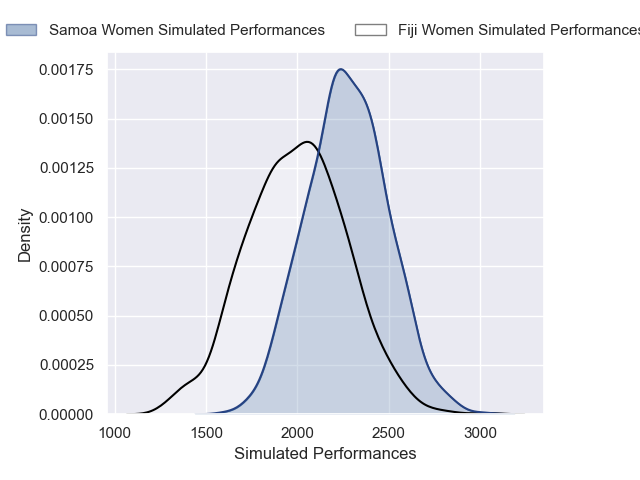 Samoa Women Simulated Performances
Fiji Women Simulated Performances
0.00175
0.00150
0.00125
0.00100
0.00075
0.00050
0.00025
0.00000
Density
1000 1500 2000 2500 3000
Simulated Performances